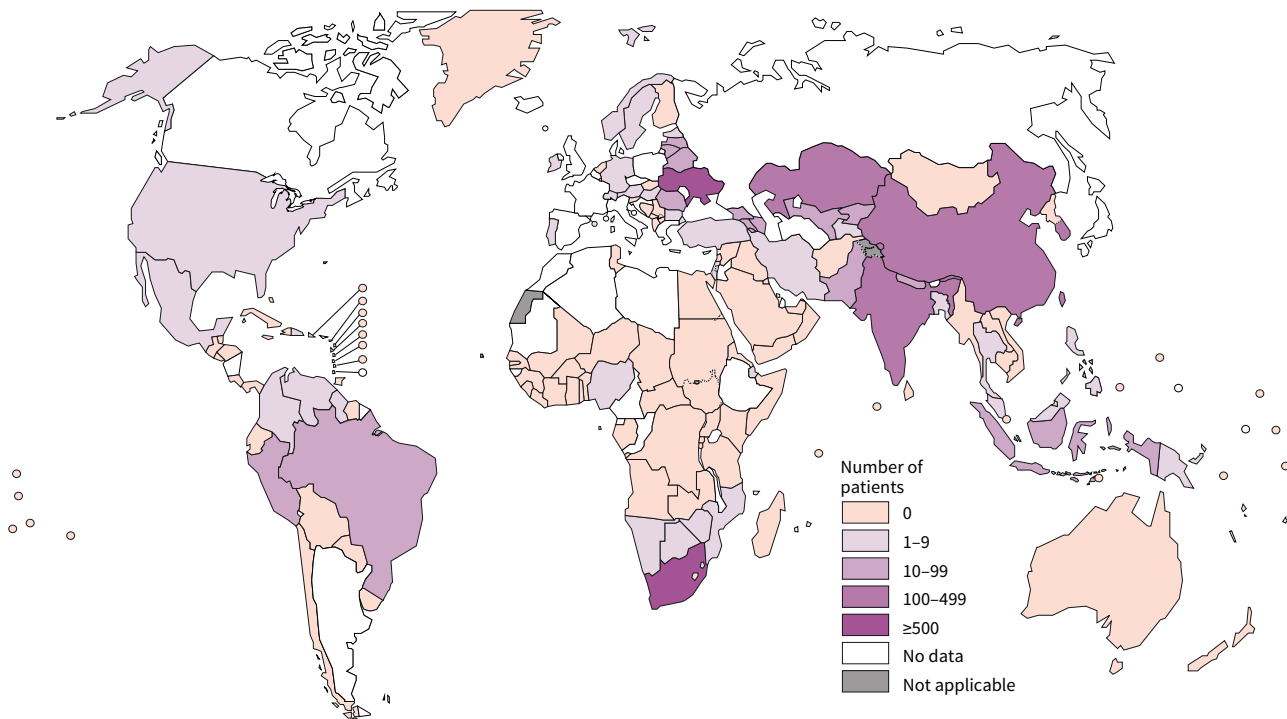 Number of
patients
0
1–9
10–99
100–499
≥500
No data
Not applicable